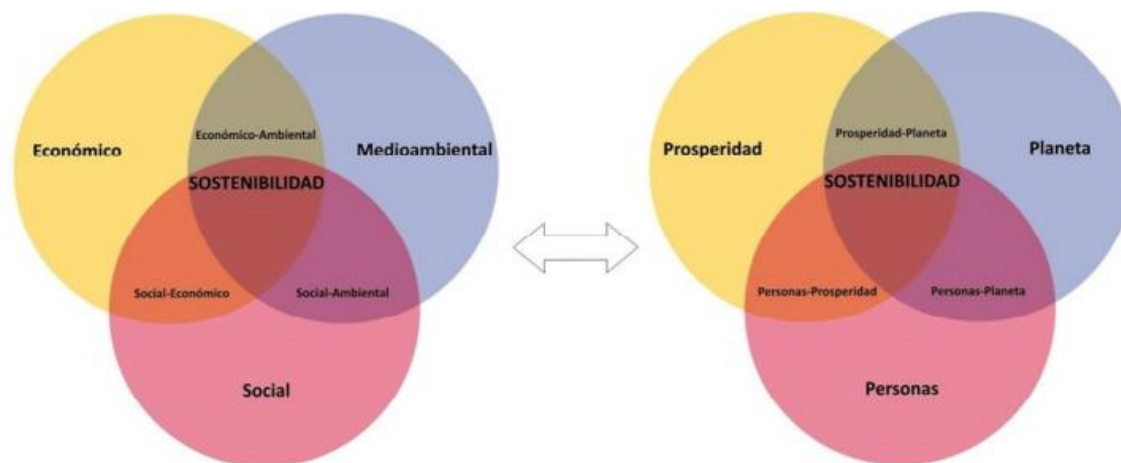 Económico-Ambiental
Económico
Medioambiental
SOSTENIBILIDAD
Social-Económico
Social-Ambiental
Social
Prosperidad-Planeta
Prosperidad
Planeta
SOSTENIBILIDAD
Personas-Prosperidad
Personas-Planeta
Personas